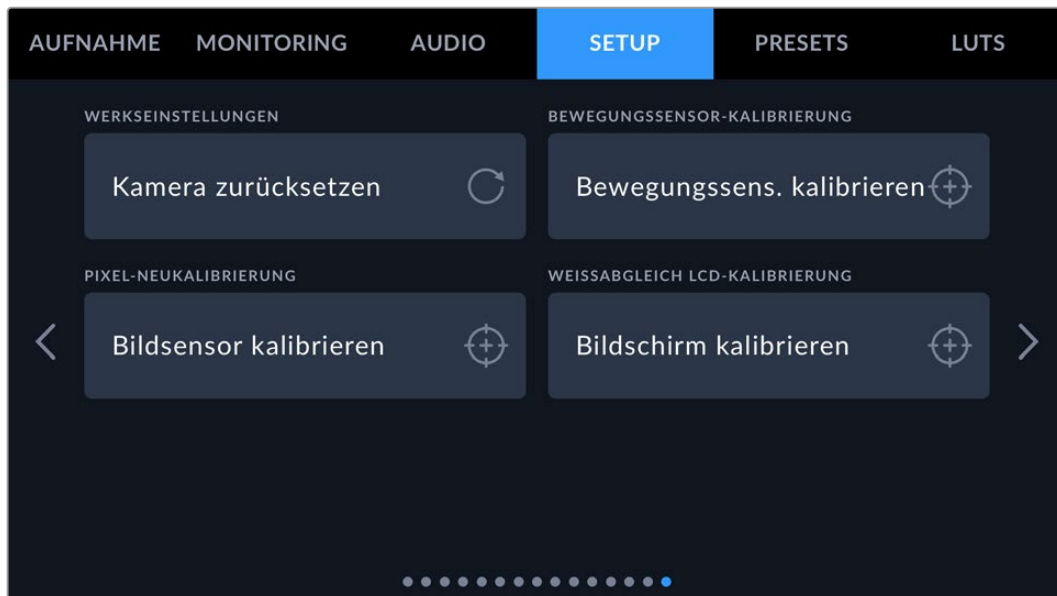 AUFNAHME MONITORING AUDIO SETUP PRESETS LUTS
WERKSEINSTELLUNGEN
Kamera zurücksetzen
BEWEGUNGSSENSOR-KALIBRIERUNG
Bewegungssens. kalibrieren
PIXEL-NEUKALIBRIERUNG
Bildsensor kalibrieren
WEISSABGLEICH LCD-KALIBRIERUNG
Bildschirm kalibrieren